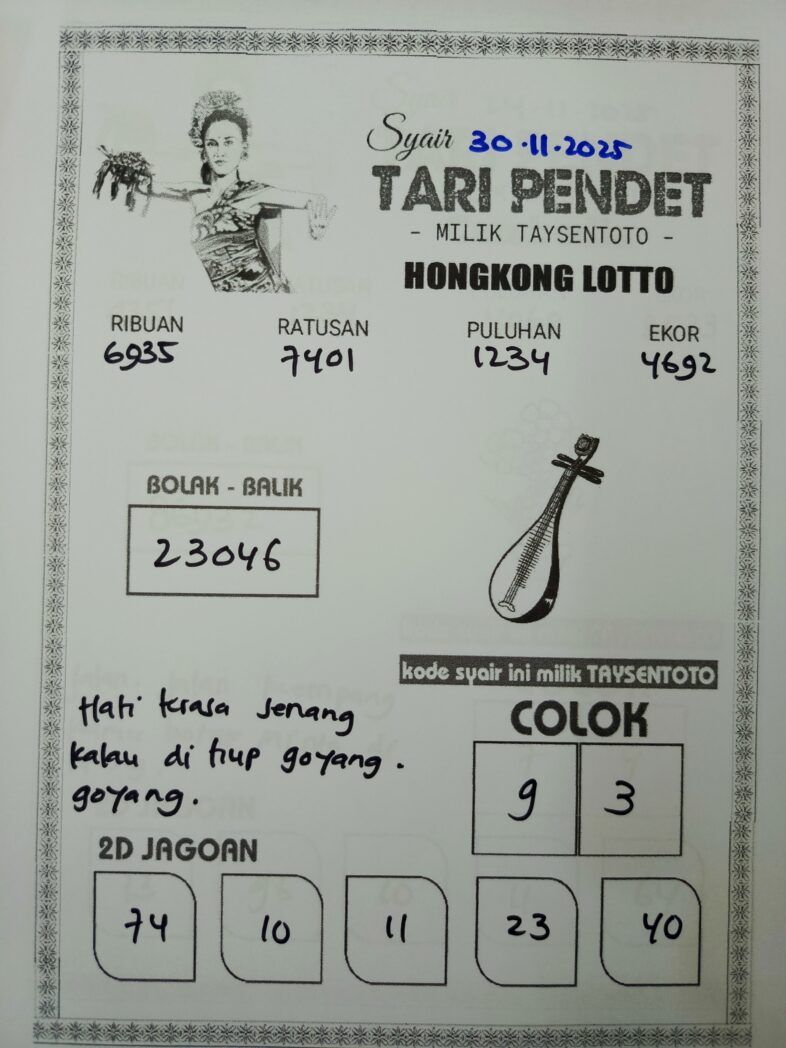 Syair 30.11.2025
TARI PENDET
- MILIK TAYSENTOTO -
HONGKONG LOTTO
RIBUAN RATUSAN PULUHAN EKOR
6935 7401 1234 4692
BOLAK - BALIK
23046
kode syair ini milik TAYSENTOTO
Hati krasa senang
kalau di tiup goyang.
goyang.
COLOK
9 3
2D JAGOAN
74 10 11 23 40